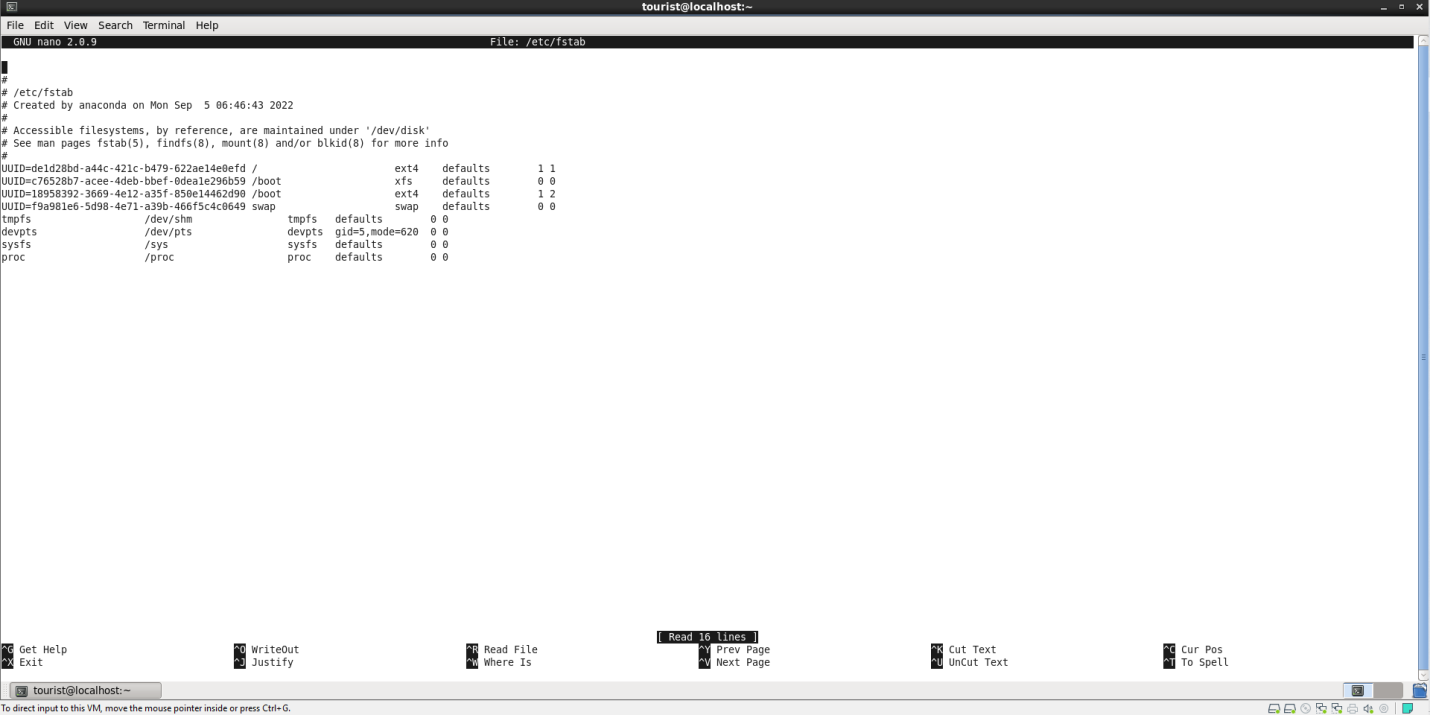 tourist@localhost:~
File Edit View Search Terminal Help
GNU nano 2.0.9 File: /etc/fstab
#
# /etc/fstab
# Created by anaconda on Mon Sep  5 06:46:43 2022
#
# Accessible filesystems, by reference, are maintained under '/dev/disk'
# See man pages fstab(5), findfs(8), mount(8) and/or blkid(8) for more info
#
UUID=de1d28bd-a44c-421c-b479-622ae14e0efd / ext4 defaults 1 1
UUID=c76528b7-acee-4deb-bbef-0dea1e296b59 /boot xfs defaults 0 0
UUID=18958392-3669-4e12-a35f-850e14462d90 /boot ext4 defaults 1 2
UUID=f9a981e6-5d98-4e71-a39b-466f5c4c0649 swap swap defaults 0 0
tmpfs /dev/shm tmpfs defaults 0 0
devpts /dev/pts devpts gid=5,mode=620 0 0
sysfs /sys sysfs defaults 0 0
proc /proc proc defaults 0 0
[ Read 16 lines ]
^G Get Help ^O WriteOut ^R Read File ^Y Prev Page ^K Cut Text ^C Cur Pos
^X Exit ^J Justify ^W Where Is ^V Next Page ^U UnCut Text ^T To Spell
tourist@localhost:~
To direct input to this VM, move the mouse pointer inside or press Ctrl+G.